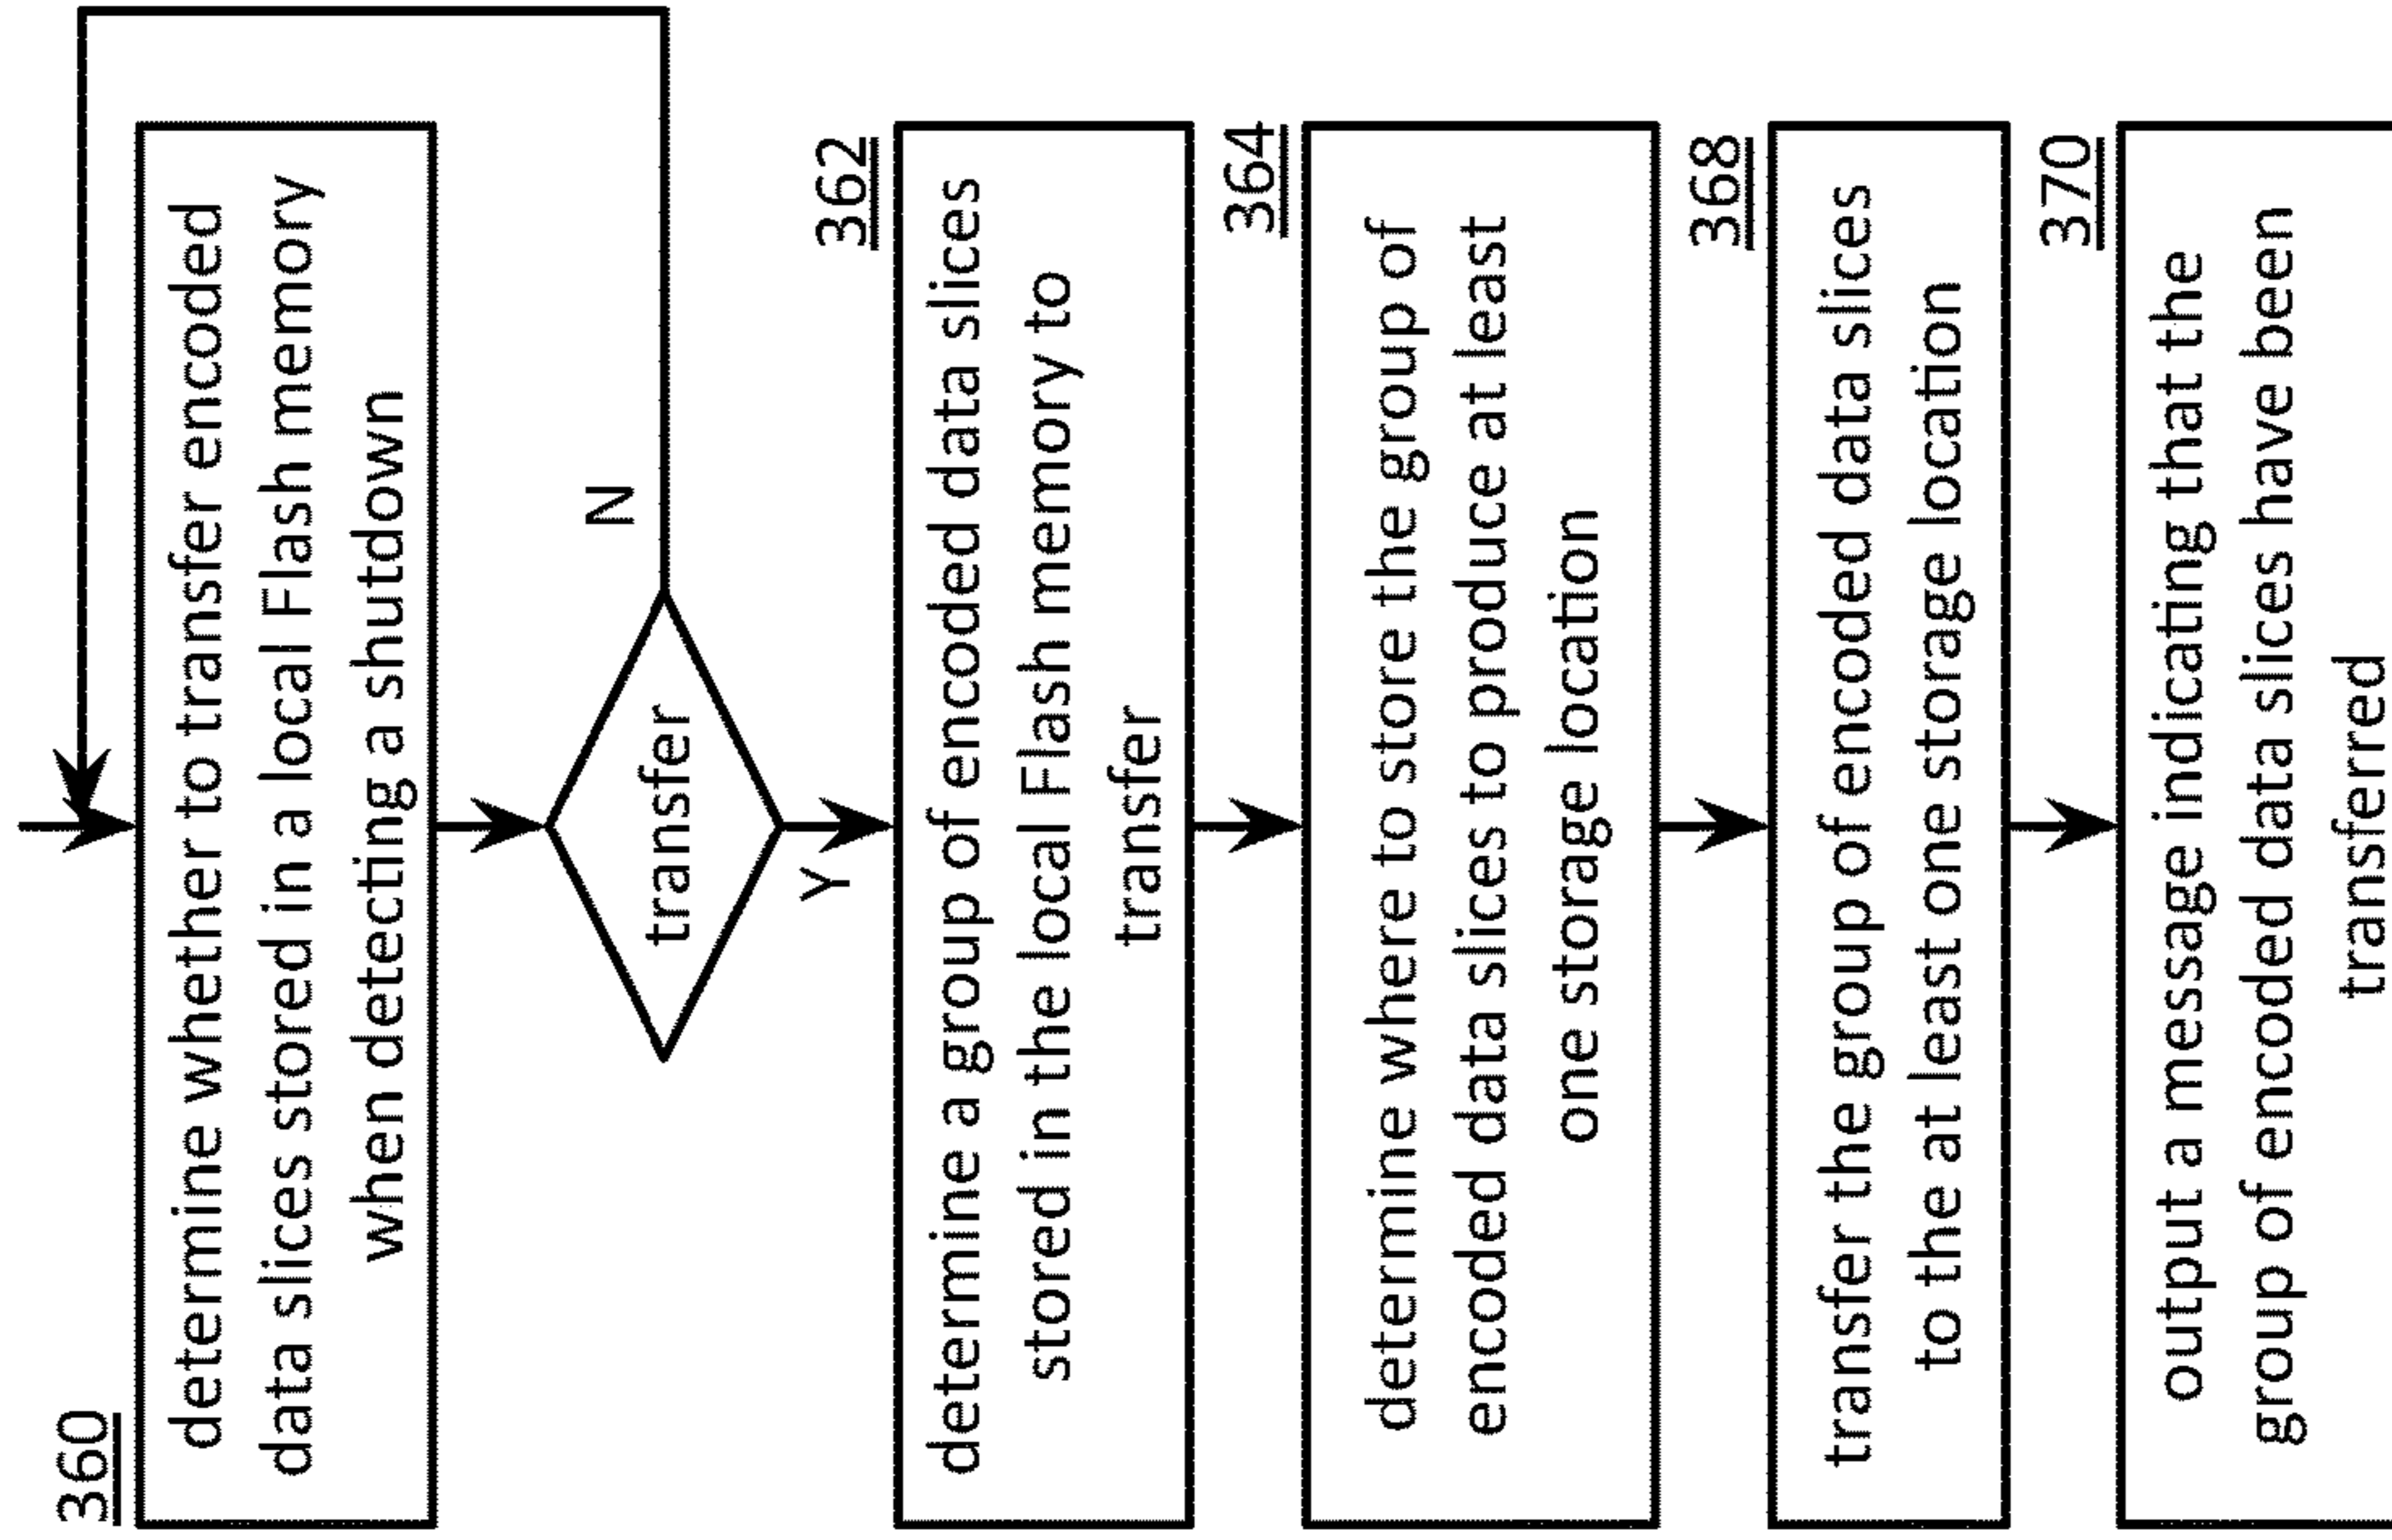 360
determine whether to transfer encoded
data slices stored in a local Flash memory
when detecting a shutdown
transfer
N
Y
362
determine a group of encoded data slices
stored in the local Flash memory to
transfer
364
determine where to store the group of
encoded data slices to produce at least
one storage location
368
transfer the group of encoded data slices
to the at least one storage location
370
output a message indicating that the
group of encoded data slices have been
transferred